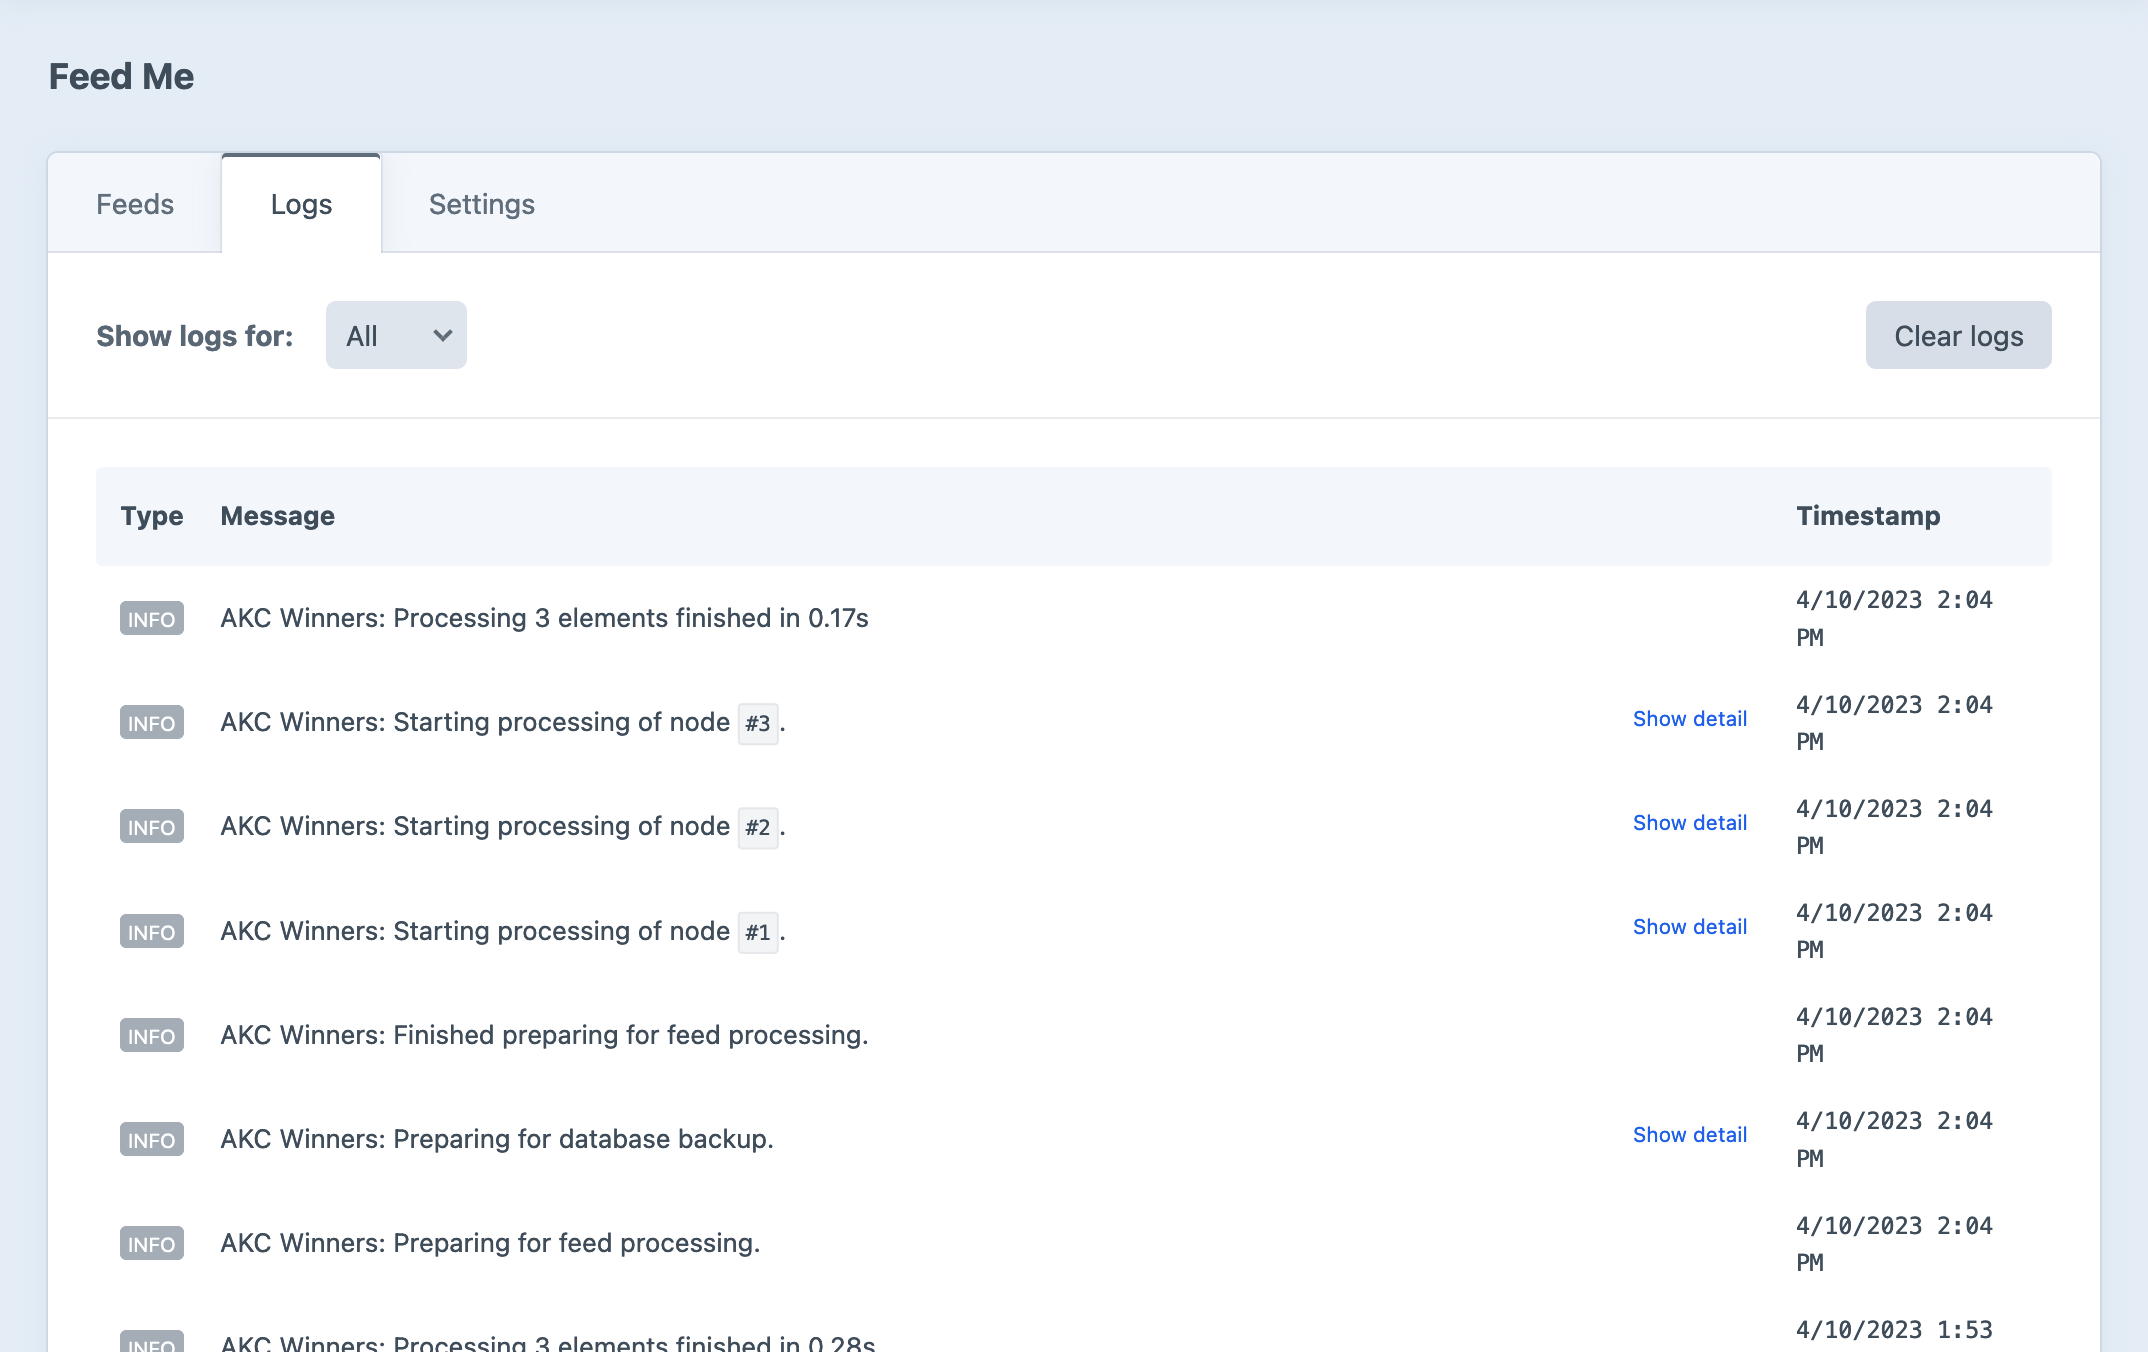 Feed Me
Feeds Logs Settings
Show logs for: All Clear logs
Type Message Timestamp
INFO AKC Winners: Processing 3 elements finished in 0.17s 4/10/2023 2:04
PM
INFO AKC Winners: Starting processing of node #3. Show detail 4/10/2023 2:04
PM
INFO AKC Winners: Starting processing of node #2. Show detail 4/10/2023 2:04
PM
INFO AKC Winners: Starting processing of node #1. Show detail 4/10/2023 2:04
PM
INFO AKC Winners: Finished preparing for feed processing. 4/10/2023 2:04
PM
INFO AKC Winners: Preparing for database backup. Show detail 4/10/2023 2:04
PM
INFO AKC Winners: Preparing for feed processing. 4/10/2023 2:04
PM
INFO AKC Winners: Processing 3 elements finished in 0.28s 4/10/2023 1:53